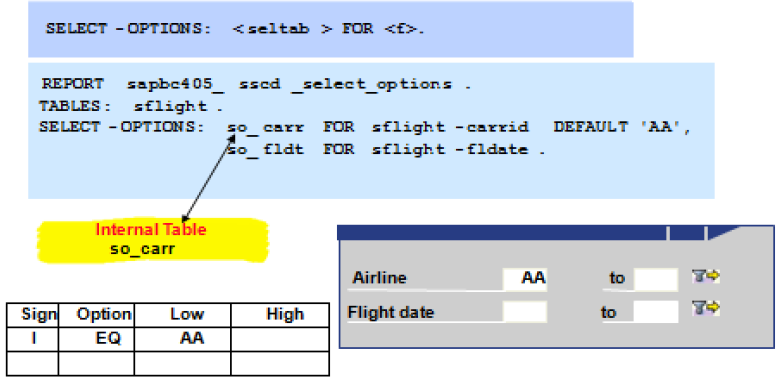 SELECT -OPTIONS: <seltab > FOR <f>.
REPORT sapbc405_ sscd _select_options .
TABLES: sflight .
SELECT -OPTIONS: so_carr FOR sflight -carrid DEFAULT 'AA',
so_fldt FOR sflight -fldate .
Internal Table
so_carr
Airline AA to
Flight date to
Sign Option Low High
I EQ AA